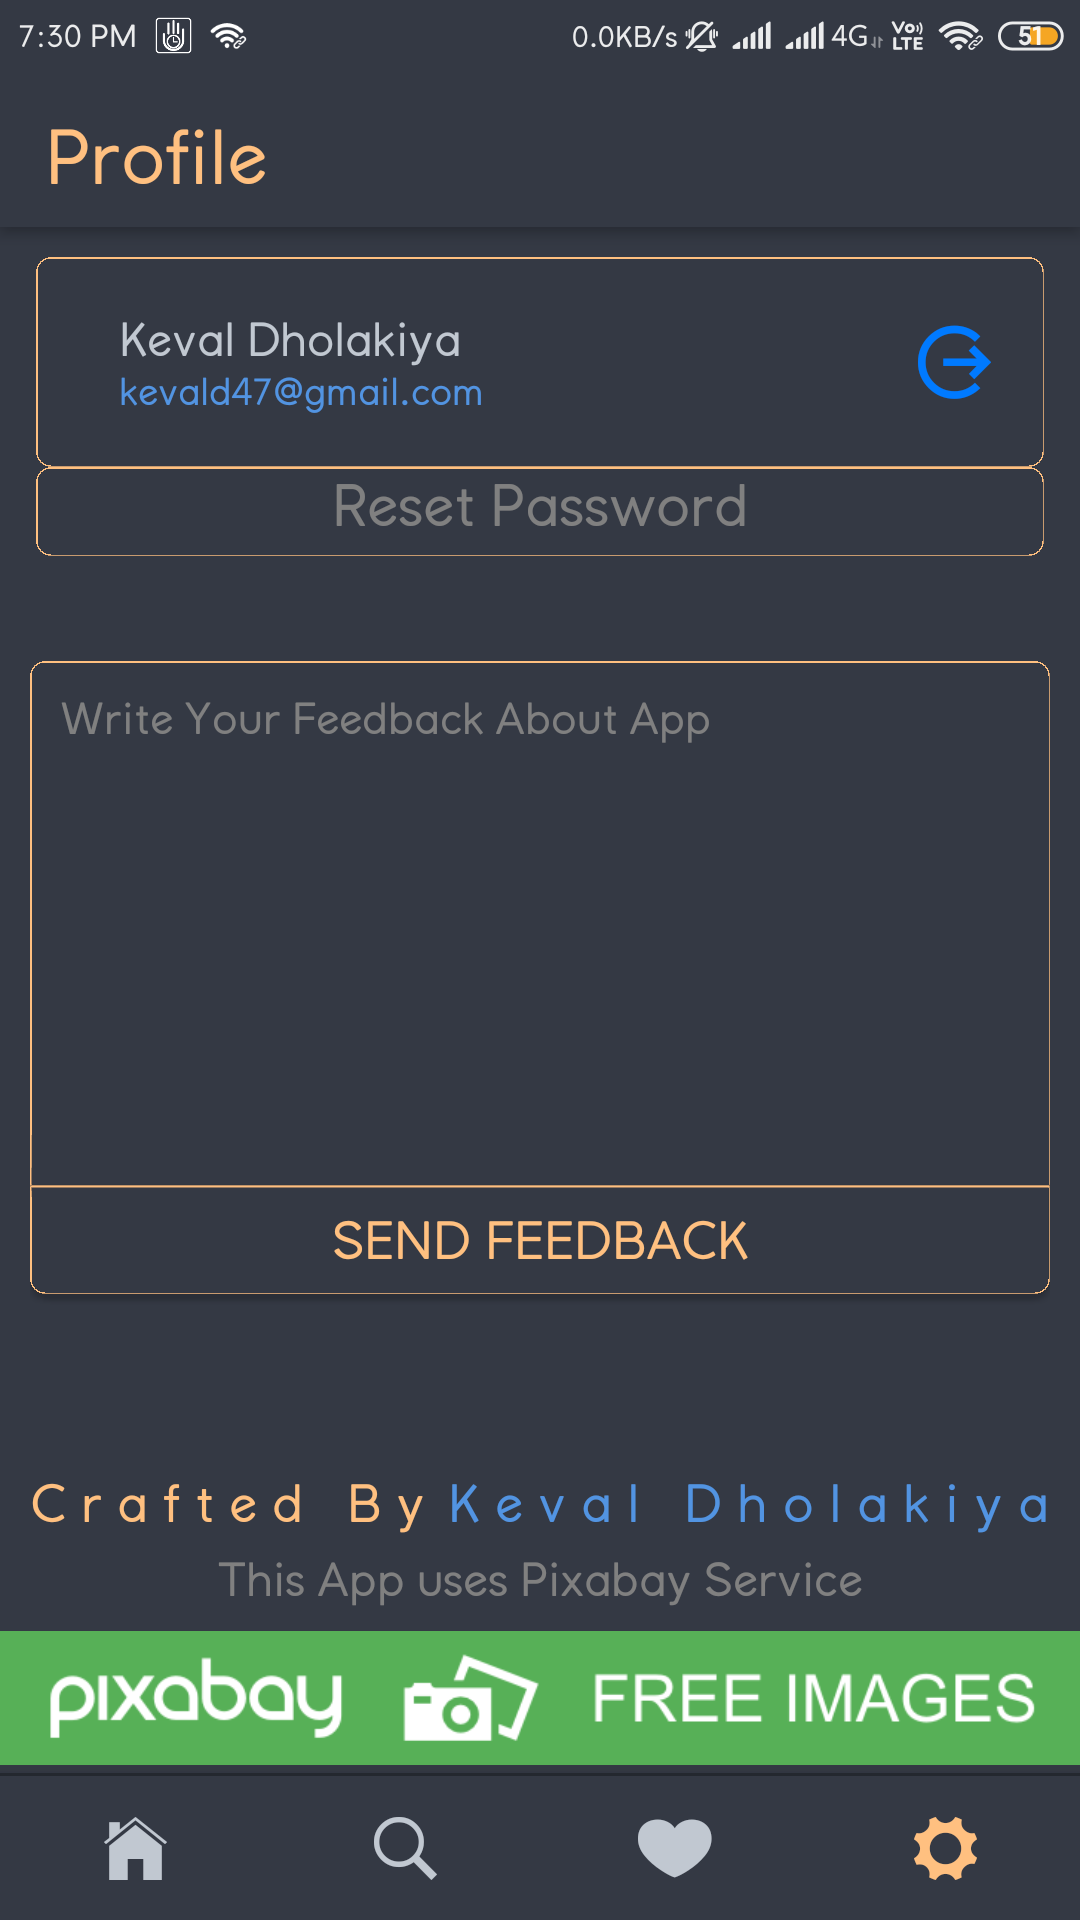 7:30 PM 0.0KB/s 4G Vo)) LTE 51
Profile
Keval Dholakiya
kevald47@gmail.com
Reset Password
Write Your Feedback About App
SEND FEEDBACK
Crafted By Keval Dholakiya
This App uses Pixabay Service
pixabay FREE IMAGES